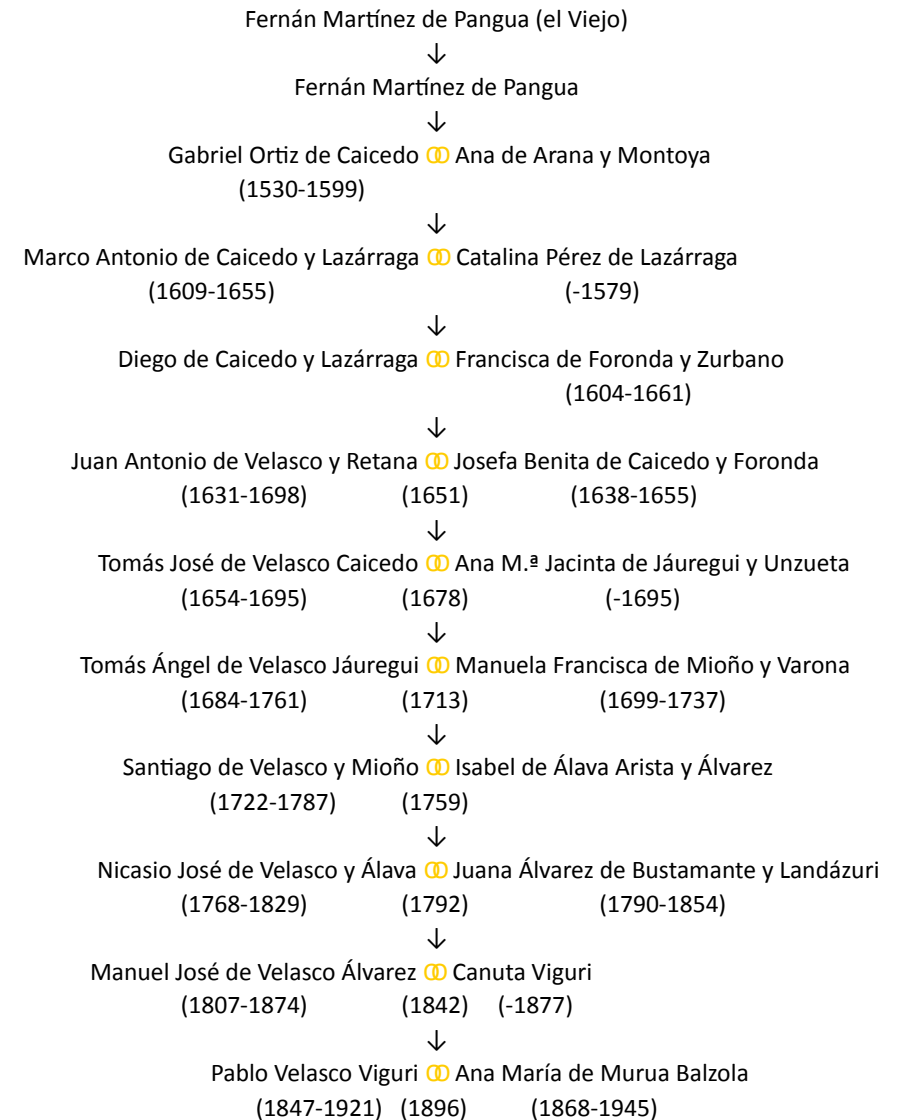 Fernán Martínez de Pangua (el Viejo)
↓
Fernán Martínez de Pangua
↓
Gabriel Ortiz de Caicedo ꝏ Ana de Arana y Montoya
(1530-1599)
↓
Marco Antonio de Caicedo y Lazárraga ꝏ Catalina Pérez de Lazárraga
(1609-1655) (-1579)
↓
Diego de Caicedo y Lazárraga ꝏ Francisca de Foronda y Zurbano
(1604-1661)
↓
Juan Antonio de Velasco y Retana ꝏ Josefa Benita de Caicedo y Foronda
(1631-1698) (1651) (1638-1655)
↓
Tomás José de Velasco Caicedo ꝏ Ana M.ª Jacinta de Jáuregui y Unzueta
(1654-1695) (1678) (-1695)
↓
Tomás Ángel de Velasco Jáuregui ꝏ Manuela Francisca de Mioño y Varona
(1684-1761) (1713) (1699-1737)
↓
Santiago de Velasco y Mioño ꝏ Isabel de Álava Arista y Álvarez
(1722-1787) (1759)
↓
Nicasio José de Velasco y Álava ꝏ Juana Álvarez de Bustamante y Landázuri
(1768-1829) (1792) (1790-1854)
↓
Manuel José de Velasco Álvarez ꝏ Canuta Viguri
(1807-1874) (1842) (-1877)
↓
Pablo Velasco Viguri ꝏ Ana María de Murua Balzola
(1847-1921) (1896) (1868-1945)